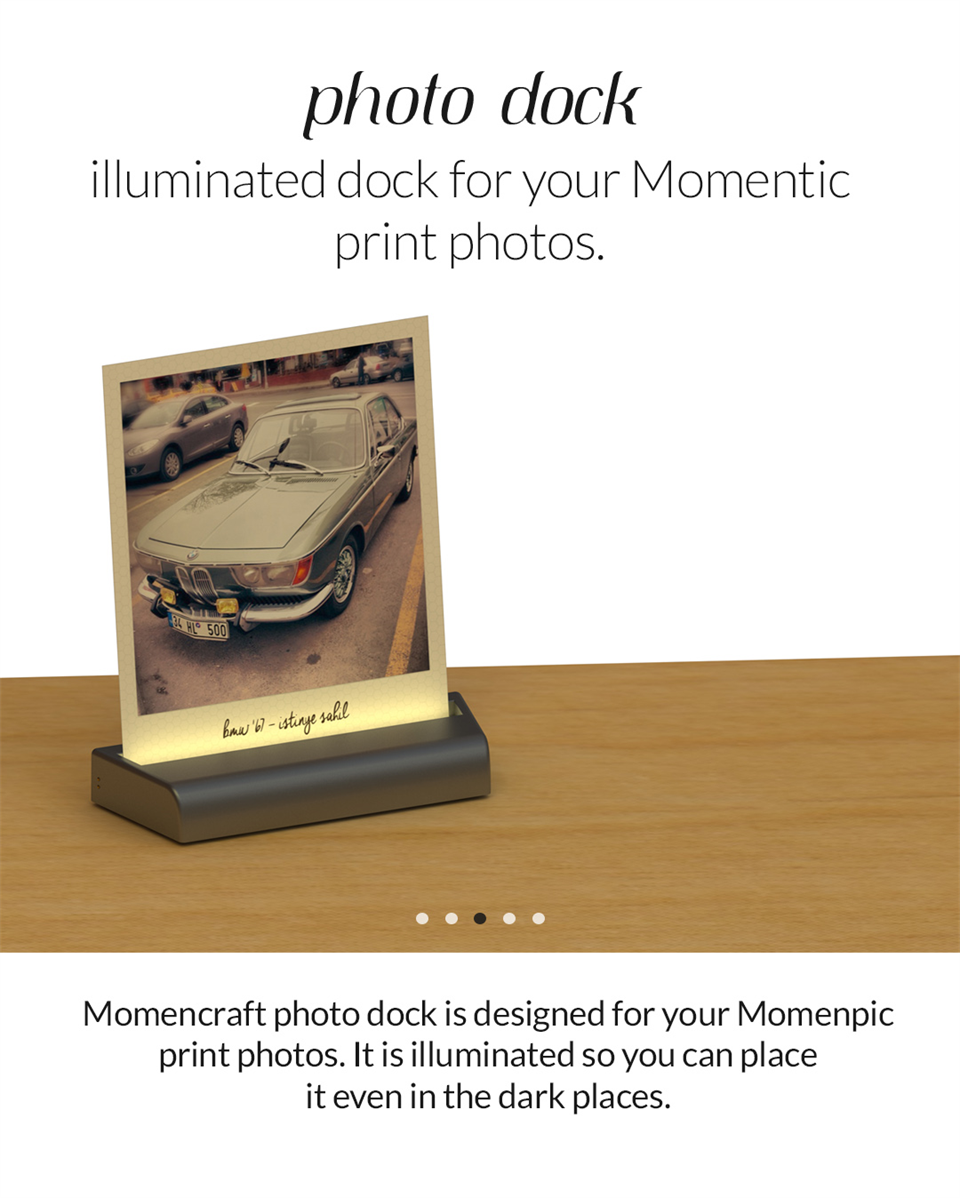 photo dock
illuminated dock for your Momentic
print photos.
34 HL 500
bmw '67 - istinye sahil
Momencraft photo dock is designed for your Momenpic
print photos. It is illuminated so you can place
it even in the dark places.